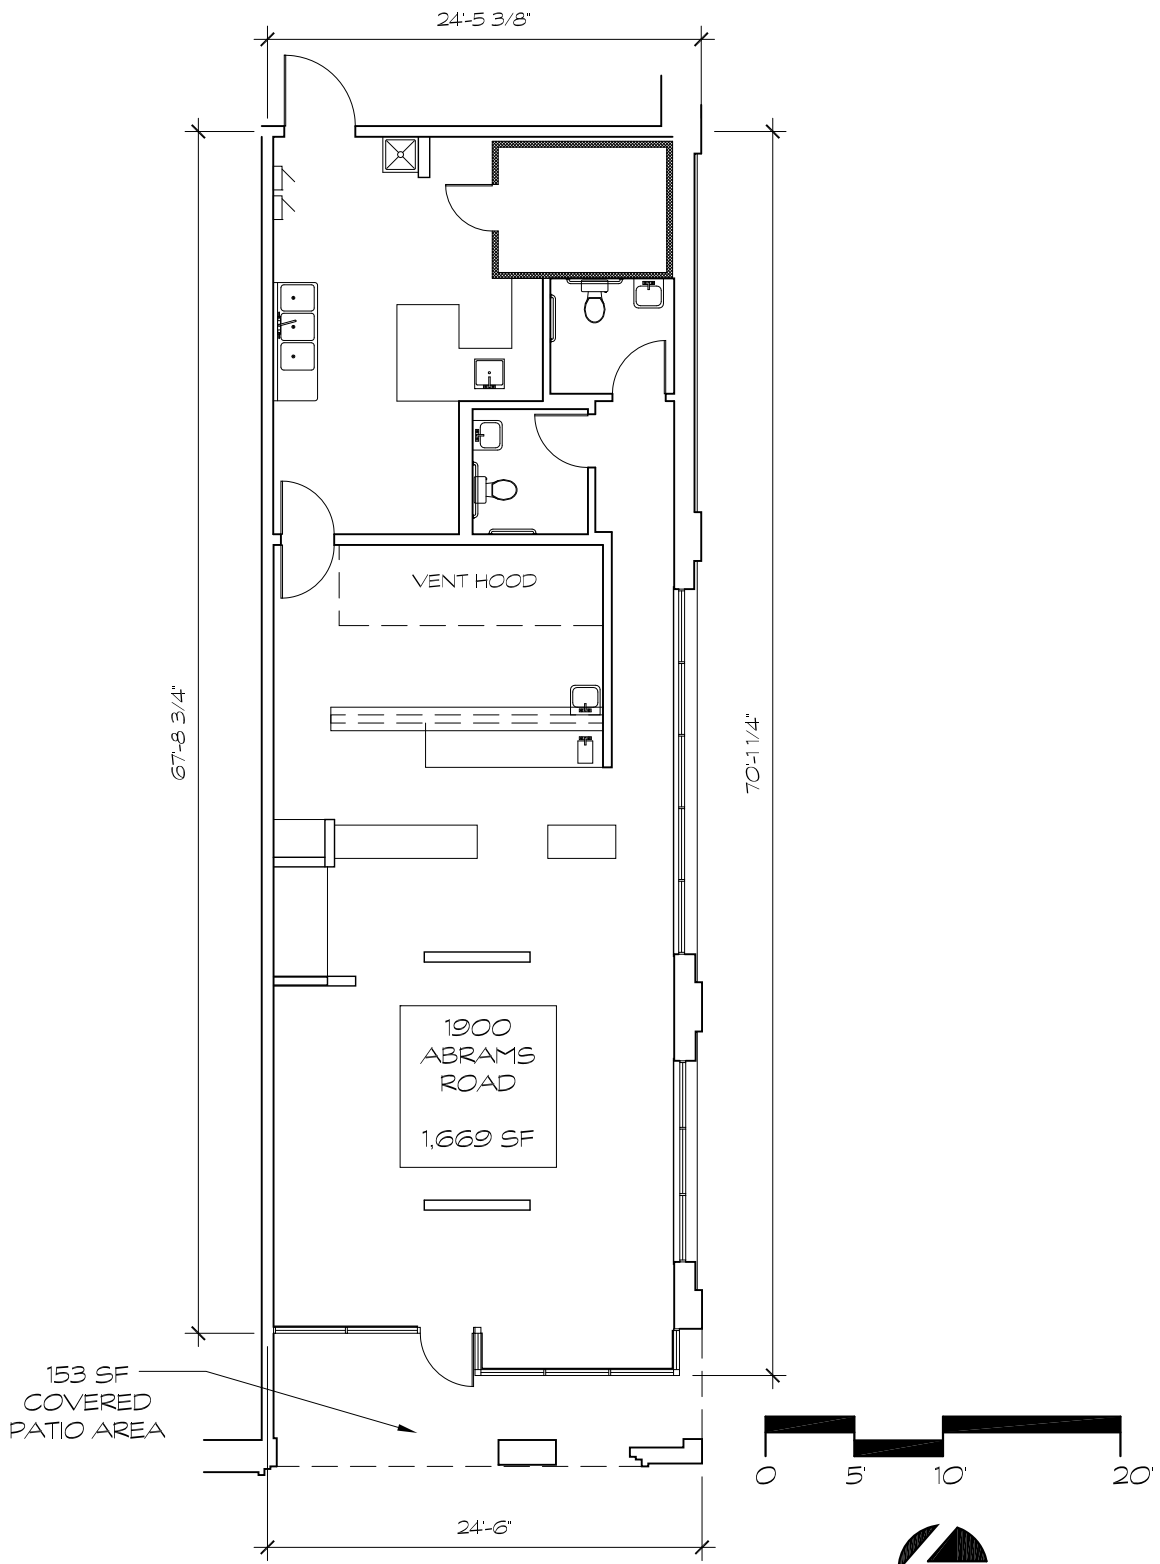 24'-5 3/8"
VENT HOOD
67'-8 3/4"
70'-1 1/4"
1900
ABRAMS
ROAD
1,669 SF
153 SF
COVERED
PATIO AREA
0 5' 10' 20'
24'-6"